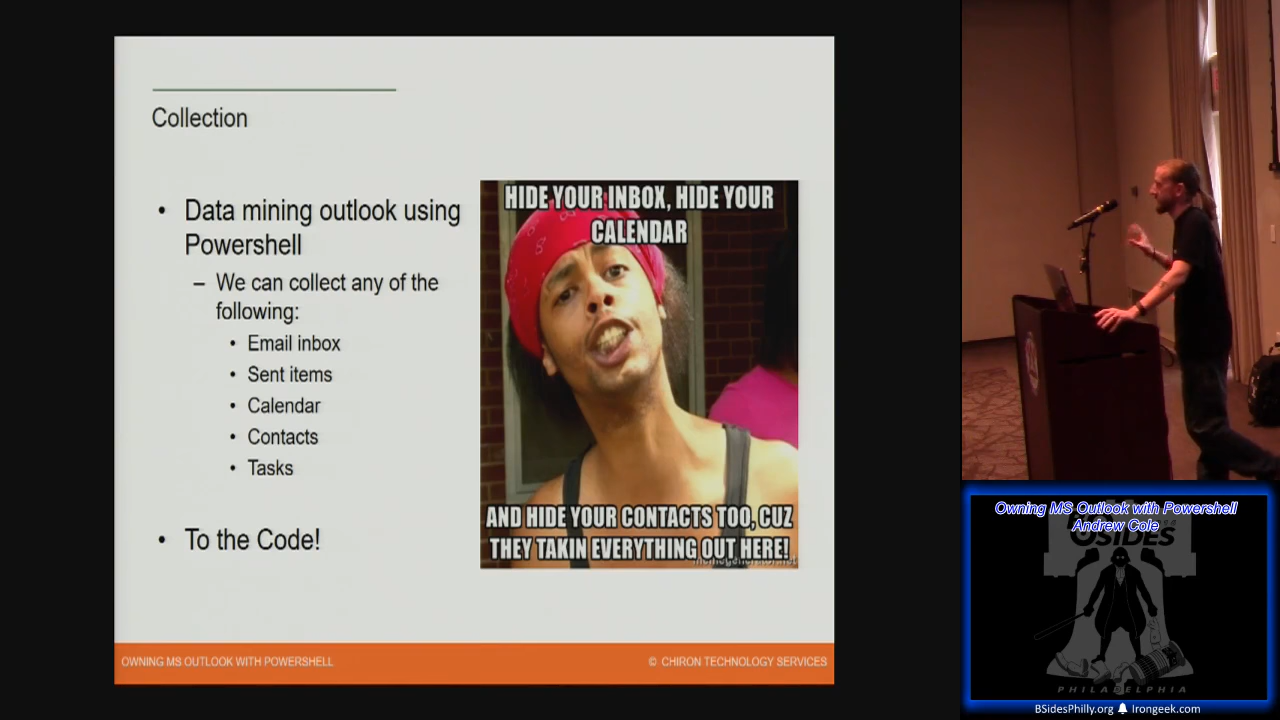 Collection
• Data mining outlook using
Powershell
– We can collect any of the
following:
• Email inbox
• Sent items
• Calendar
• Contacts
• Tasks
• To the Code!
HIDE YOUR INBOX, HIDE YOUR
CALENDAR
AND HIDE YOUR CONTACTS TOO, CUZ
THEY TAKIN EVERYTHING OUT HERE!
memegenerator.net
OWNING MS OUTLOOK WITH POWERSHELL
© CHIRON TECHNOLOGY SERVICES
Owning MS Outlook with Powershell
Andrew Cole
BSIDES
PHILADELPHIA
BSidesPhilly.org Irongeek.com